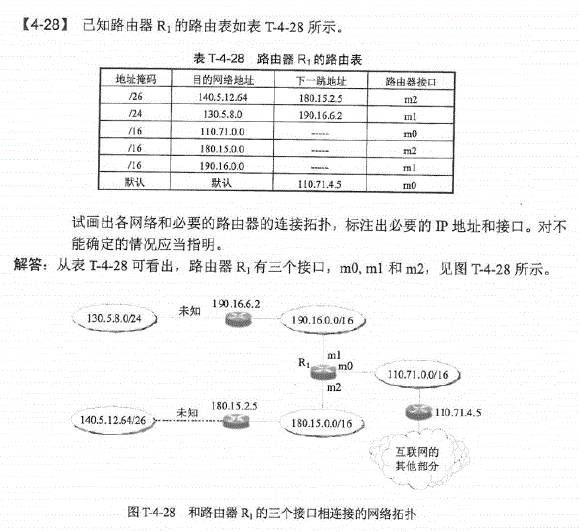 【4-28】 已知路由器 R1 的路由表如表 T-4-28 所示。
表 T-4-28 路由器 R1 的路由表
地址掩码 目的网络地址 下一跳地址 路由器接口
/26 140.5.12.64 180.15.2.5 m2
/24 130.5.8.0 190.16.6.2 m1
/16 110.71.0.0 ----- m0
/16 180.15.0.0 ----- m2
/16 190.16.0.0 ----- m1
默认 默认 110.71.4.5 m0
试画出各网络和必要的路由器的连接拓扑，标注出必要的 IP 地址和接口。对不
能确定的情况应当指明。
解答：从表 T-4-28 可看出，路由器 R1 有三个接口，m0, m1 和 m2，见图 T-4-28 所示。
190.16.6.2
未知
130.5.8.0/24
190.16.0.0/16
m1
R1
m0
110.71.0.0/16
m2
180.15.2.5
未知
110.71.4.5
140.5.12.64/26
180.15.0.0/16
互联网的
其他部分
图 T-4-28 和路由器 R1 的三个接口相连接的网络拓扑